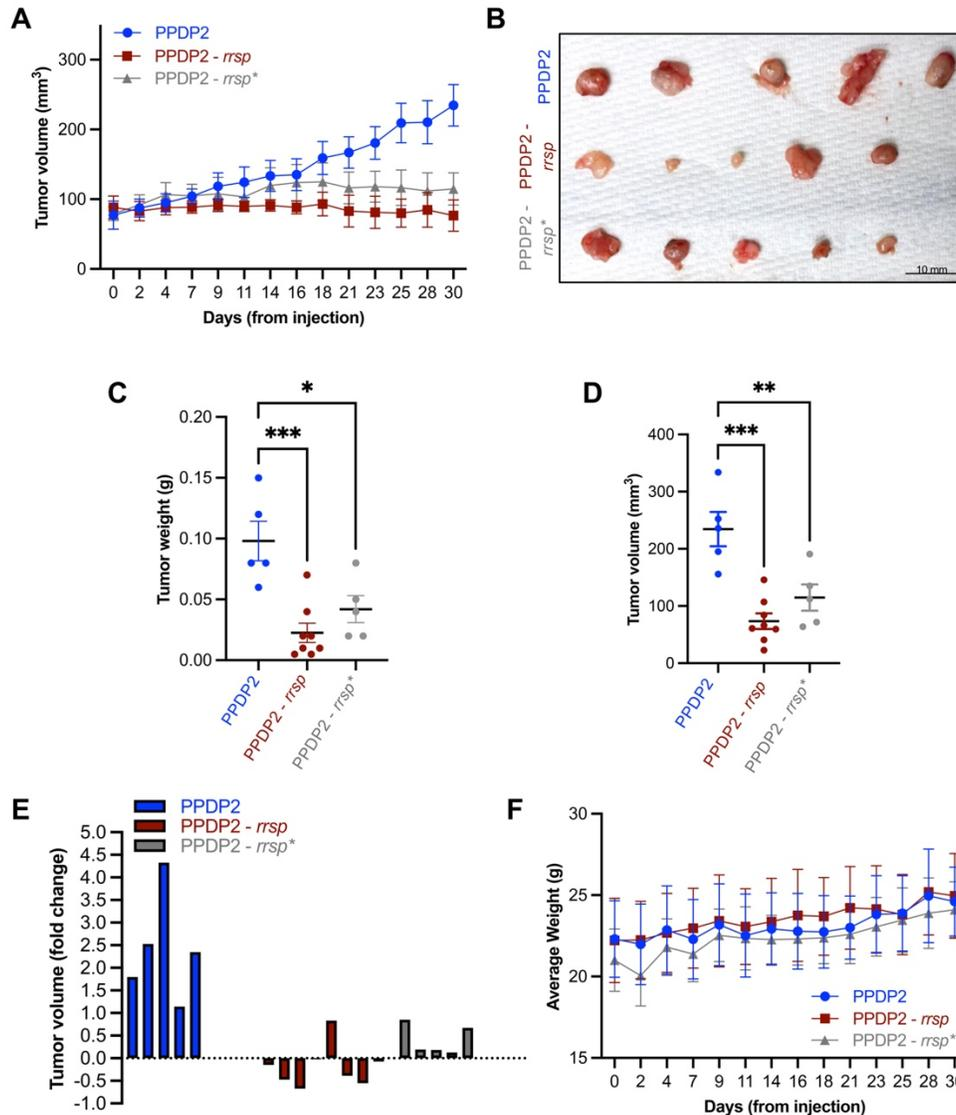 A
PPDP2
PPDP2 - rrsp
PPDP2 - rrsp*
Tumor volume (mm³)
300
200
100
0
0 2 4 7 9 11 14 16 18 21 23 25 28 30
Days (from injection)
B
PPDP2
PPDP2 -
rrsp
PPDP2 -
rrsp*
10 mm
C
*
***
Tumor weight (g)
0.20
0.15
0.10
0.05
0.00
PPDP2
PPDP2 - rrsp
PPDP2 - rrsp*
D
**
***
Tumor volume (mm³)
400
300
200
100
0
PPDP2
PPDP2 - rrsp
PPDP2 - rrsp*
E
PPDP2
PPDP2 - rrsp
PPDP2 - rrsp*
Tumor volume (fold change)
5.0
4.5
4.0
3.5
3.0
2.5
2.0
1.5
1.0
0.5
0.0
-0.5
-1.0
F
Average Weight (g)
30
25
20
15
PPDP2
PPDP2 - rrsp
PPDP2 - rrsp*
0 2 4 7 9 11 14 16 18 21 23 25 28 30
Days (from injection)